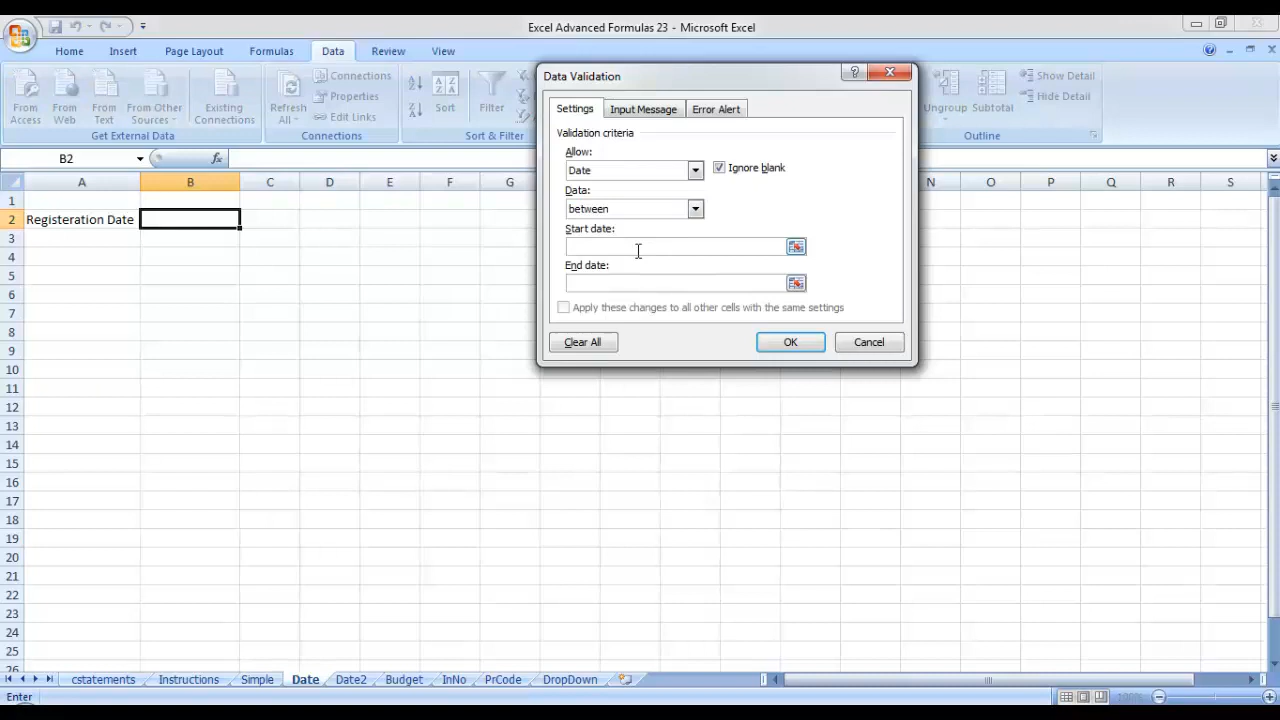 Excel Advanced Formulas 23 - Microsoft Excel
Home Insert Page Layout Formulas Data Review View
From Access
From Web
From Text
From Other Sources
Existing Connections
Get External Data
Refresh All
Connections
Properties
Edit Links
Connections
Sort
Filter
Sort & Filter
Ungroup
Subtotal
Show Detail
Hide Detail
Outline
B2 fx
A B C D E F G N O P Q R S
1
2 Registeration Date
3
4
5
6
7
8
9
10
11
12
13
14
15
16
17
18
19
20
21
22
23
24
25
26
Data Validation
Settings Input Message Error Alert
Validation criteria
Allow:
Date Ignore blank
Data:
between
Start date:
End date:
Apply these changes to all other cells with the same settings
Clear All OK Cancel
cstatements Instructions Simple Date Date2 Budget InNo PrCode DropDown
Enter 100%